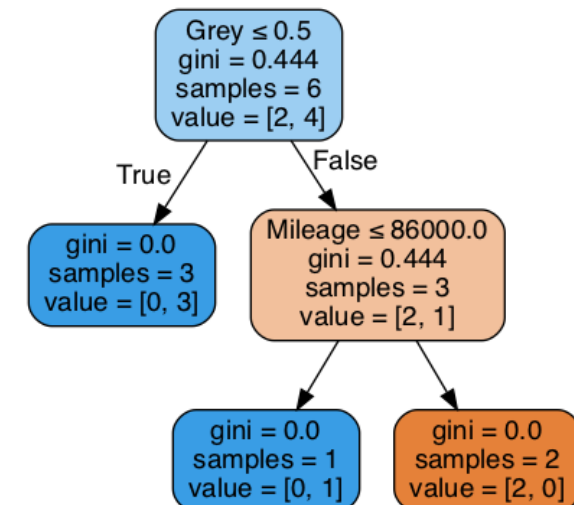 Grey ≤ 0.5
gini = 0.444
samples = 6
value = [2, 4]
True
False
gini = 0.0
samples = 3
value = [0, 3]
Mileage ≤ 86000.0
gini = 0.444
samples = 3
value = [2, 1]
gini = 0.0
samples = 1
value = [0, 1]
gini = 0.0
samples = 2
value = [2, 0]